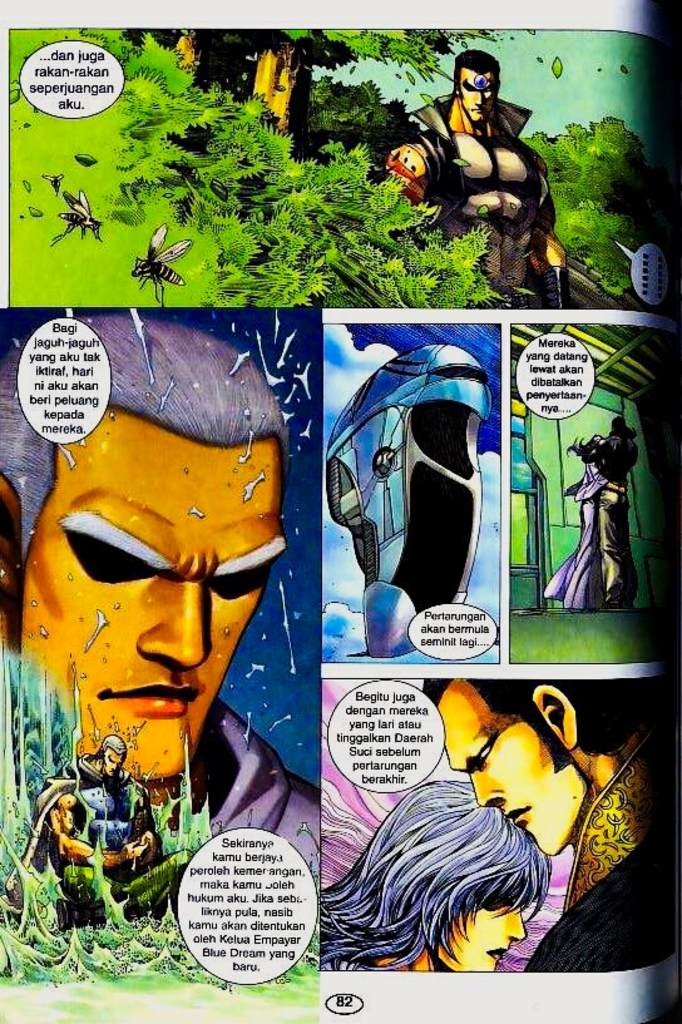 ...dan juga
rakan-rakan
seperjuangan
aku.
Bagi
jaguh-jaguh
yang aku tak
iktiraf, hari
ni aku akan
beri peluang
kepada
mereka.
Mereka
yang datang
lewat akan
dibatalkan
penyertaan-
nya....
Pertarungan
akan bermula
seminit lagi....
Begitu juga
dengan mereka
yang lari atau
tinggalkan Daerah
Suci sebelum
pertarungan
berakhir.
Sekiranya
kamu berjaya
peroleh kemenangan,
maka kamu boleh
hukum aku. Jika seba-
liknya pula, nasib
kamu akan ditentukan
oleh Ketua Empayar
Blue Dream yang
baru.
82